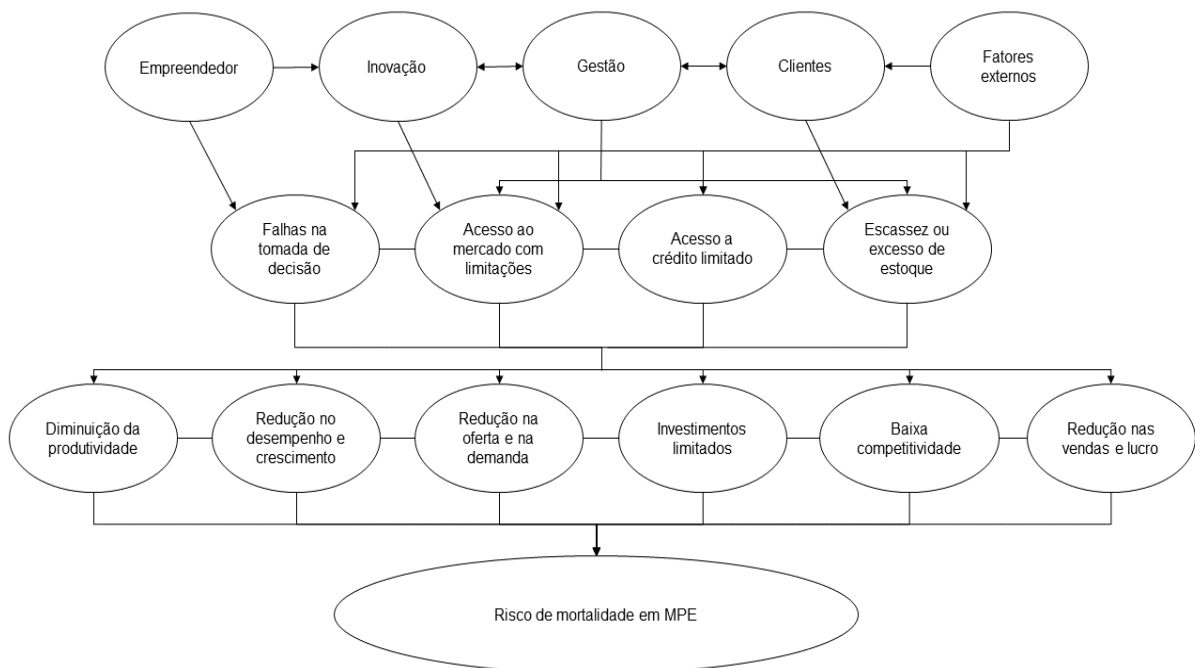 Empreendedor
Inovação
Gestão
Clientes
Fatores
externos
Falhas na
tomada de
decisão
Acesso ao
mercado com
limitações
Acesso a
crédito limitado
Escassez ou
excesso de
estoque
Diminuição da
produtividade
Redução no
desempenho e
crescimento
Redução na
oferta e na
demanda
Investimentos
limitados
Baixa
competitividade
Redução nas
vendas e lucro
Risco de mortalidade em MPE